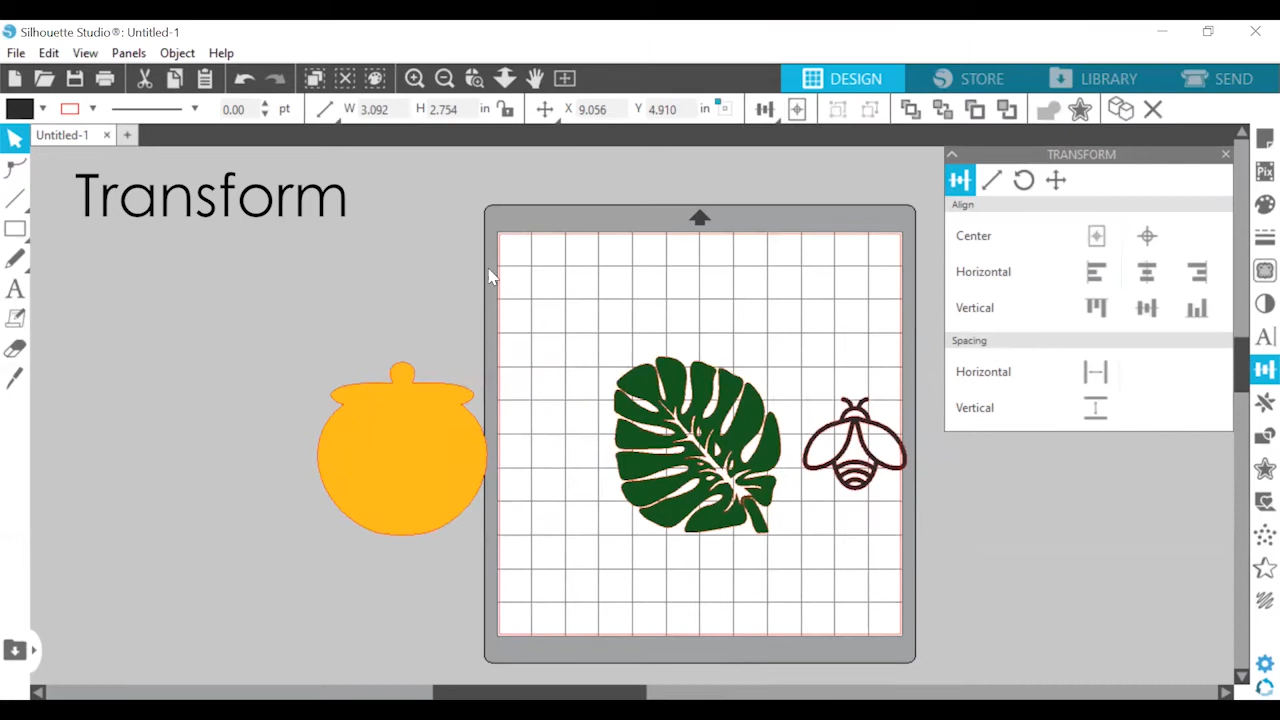 Silhouette Studio®: Untitled-1
File Edit View Panels Object Help
DESIGN STORE LIBRARY SEND
0.00 pt W 3.092 H 2.754 in X 9.056 Y 4.910 in
Untitled-1 × +
Transform
TRANSFORM
Align
Center
Horizontal
Vertical
Spacing
Horizontal
Vertical
Pix
A
A